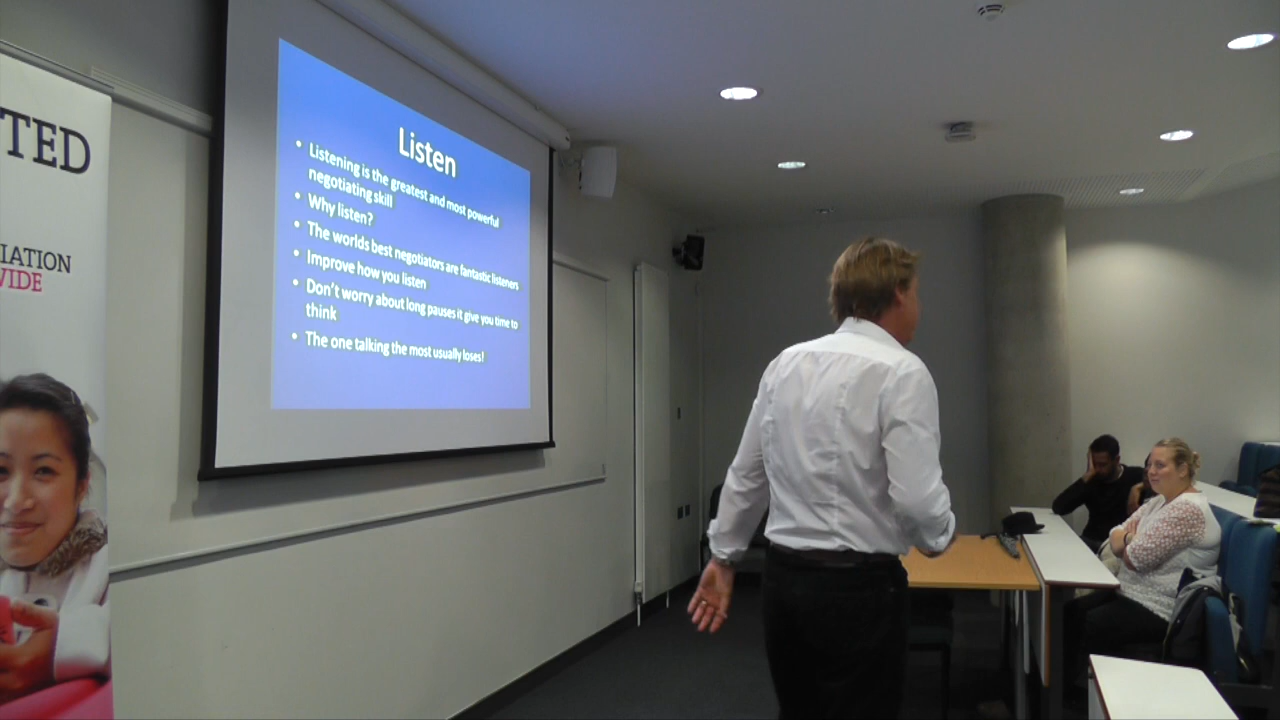 TED
IATION
VIDE
Listen
• Listening is the greatest and most powerful
negotiating skill
• Why listen?
• The worlds best negotiators are fantastic listeners
• Improve how you listen
• Don't worry about long pauses it give you time to
think
• The one talking the most usually loses!